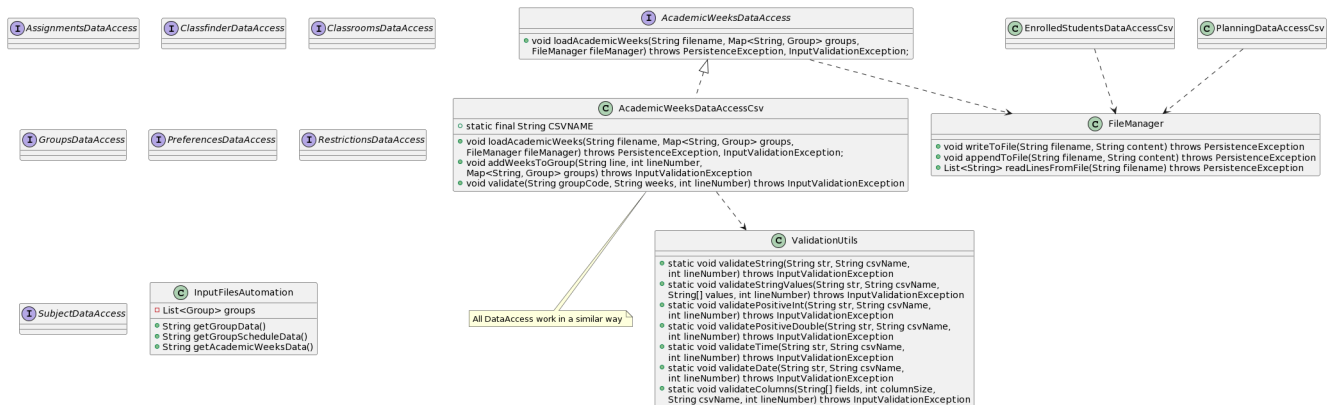 I AssignmentsDataAccess
I ClassfinderDataAccess
I ClassroomsDataAccess
I AcademicWeeksDataAccess
void loadAcademicWeeks(String filename, Map<String, Group> groups,
FileManager fileManager) throws PersistenceException, InputValidationException;
C EnrolledStudentsDataAccessCsv
C PlanningDataAccessCsv
I GroupsDataAccess
I PreferencesDataAccess
I RestrictionsDataAccess
C AcademicWeeksDataAccessCsv
static final String CSVNAME
void loadAcademicWeeks(String filename, Map<String, Group> groups,
FileManager fileManager) throws PersistenceException, InputValidationException;
void addWeeksToGroup(String line, int lineNumber,
Map<String, Group> groups) throws InputValidationException
void validate(String groupCode, String weeks, int lineNumber) throws InputValidationException
C FileManager
void writeToFile(String filename, String content) throws PersistenceException
void appendToFile(String filename, String content) throws PersistenceException
List<String> readLinesFromFile(String filename) throws PersistenceException
I SubjectDataAccess
C InputFilesAutomation
List<Group> groups
String getGroupData()
String getGroupScheduleData()
String getAcademicWeeksData()
All DataAccess work in a similar way
C ValidationUtils
static void validateString(String str, String csvName,
int lineNumber) throws InputValidationException
static void validateStringValues(String str, String csvName,
String[] values, int lineNumber) throws InputValidationException
static void validatePositiveInt(String str, String csvName,
int lineNumber) throws InputValidationException
static void validatePositiveDouble(String str, String csvName,
int lineNumber) throws InputValidationException
static void validateTime(String str, String csvName,
int lineNumber) throws InputValidationException
static void validateDate(String str, String csvName,
int lineNumber) throws InputValidationException
static void validateColumns(String[] fields, int columnSize,
String csvName, int lineNumber) throws InputValidationException